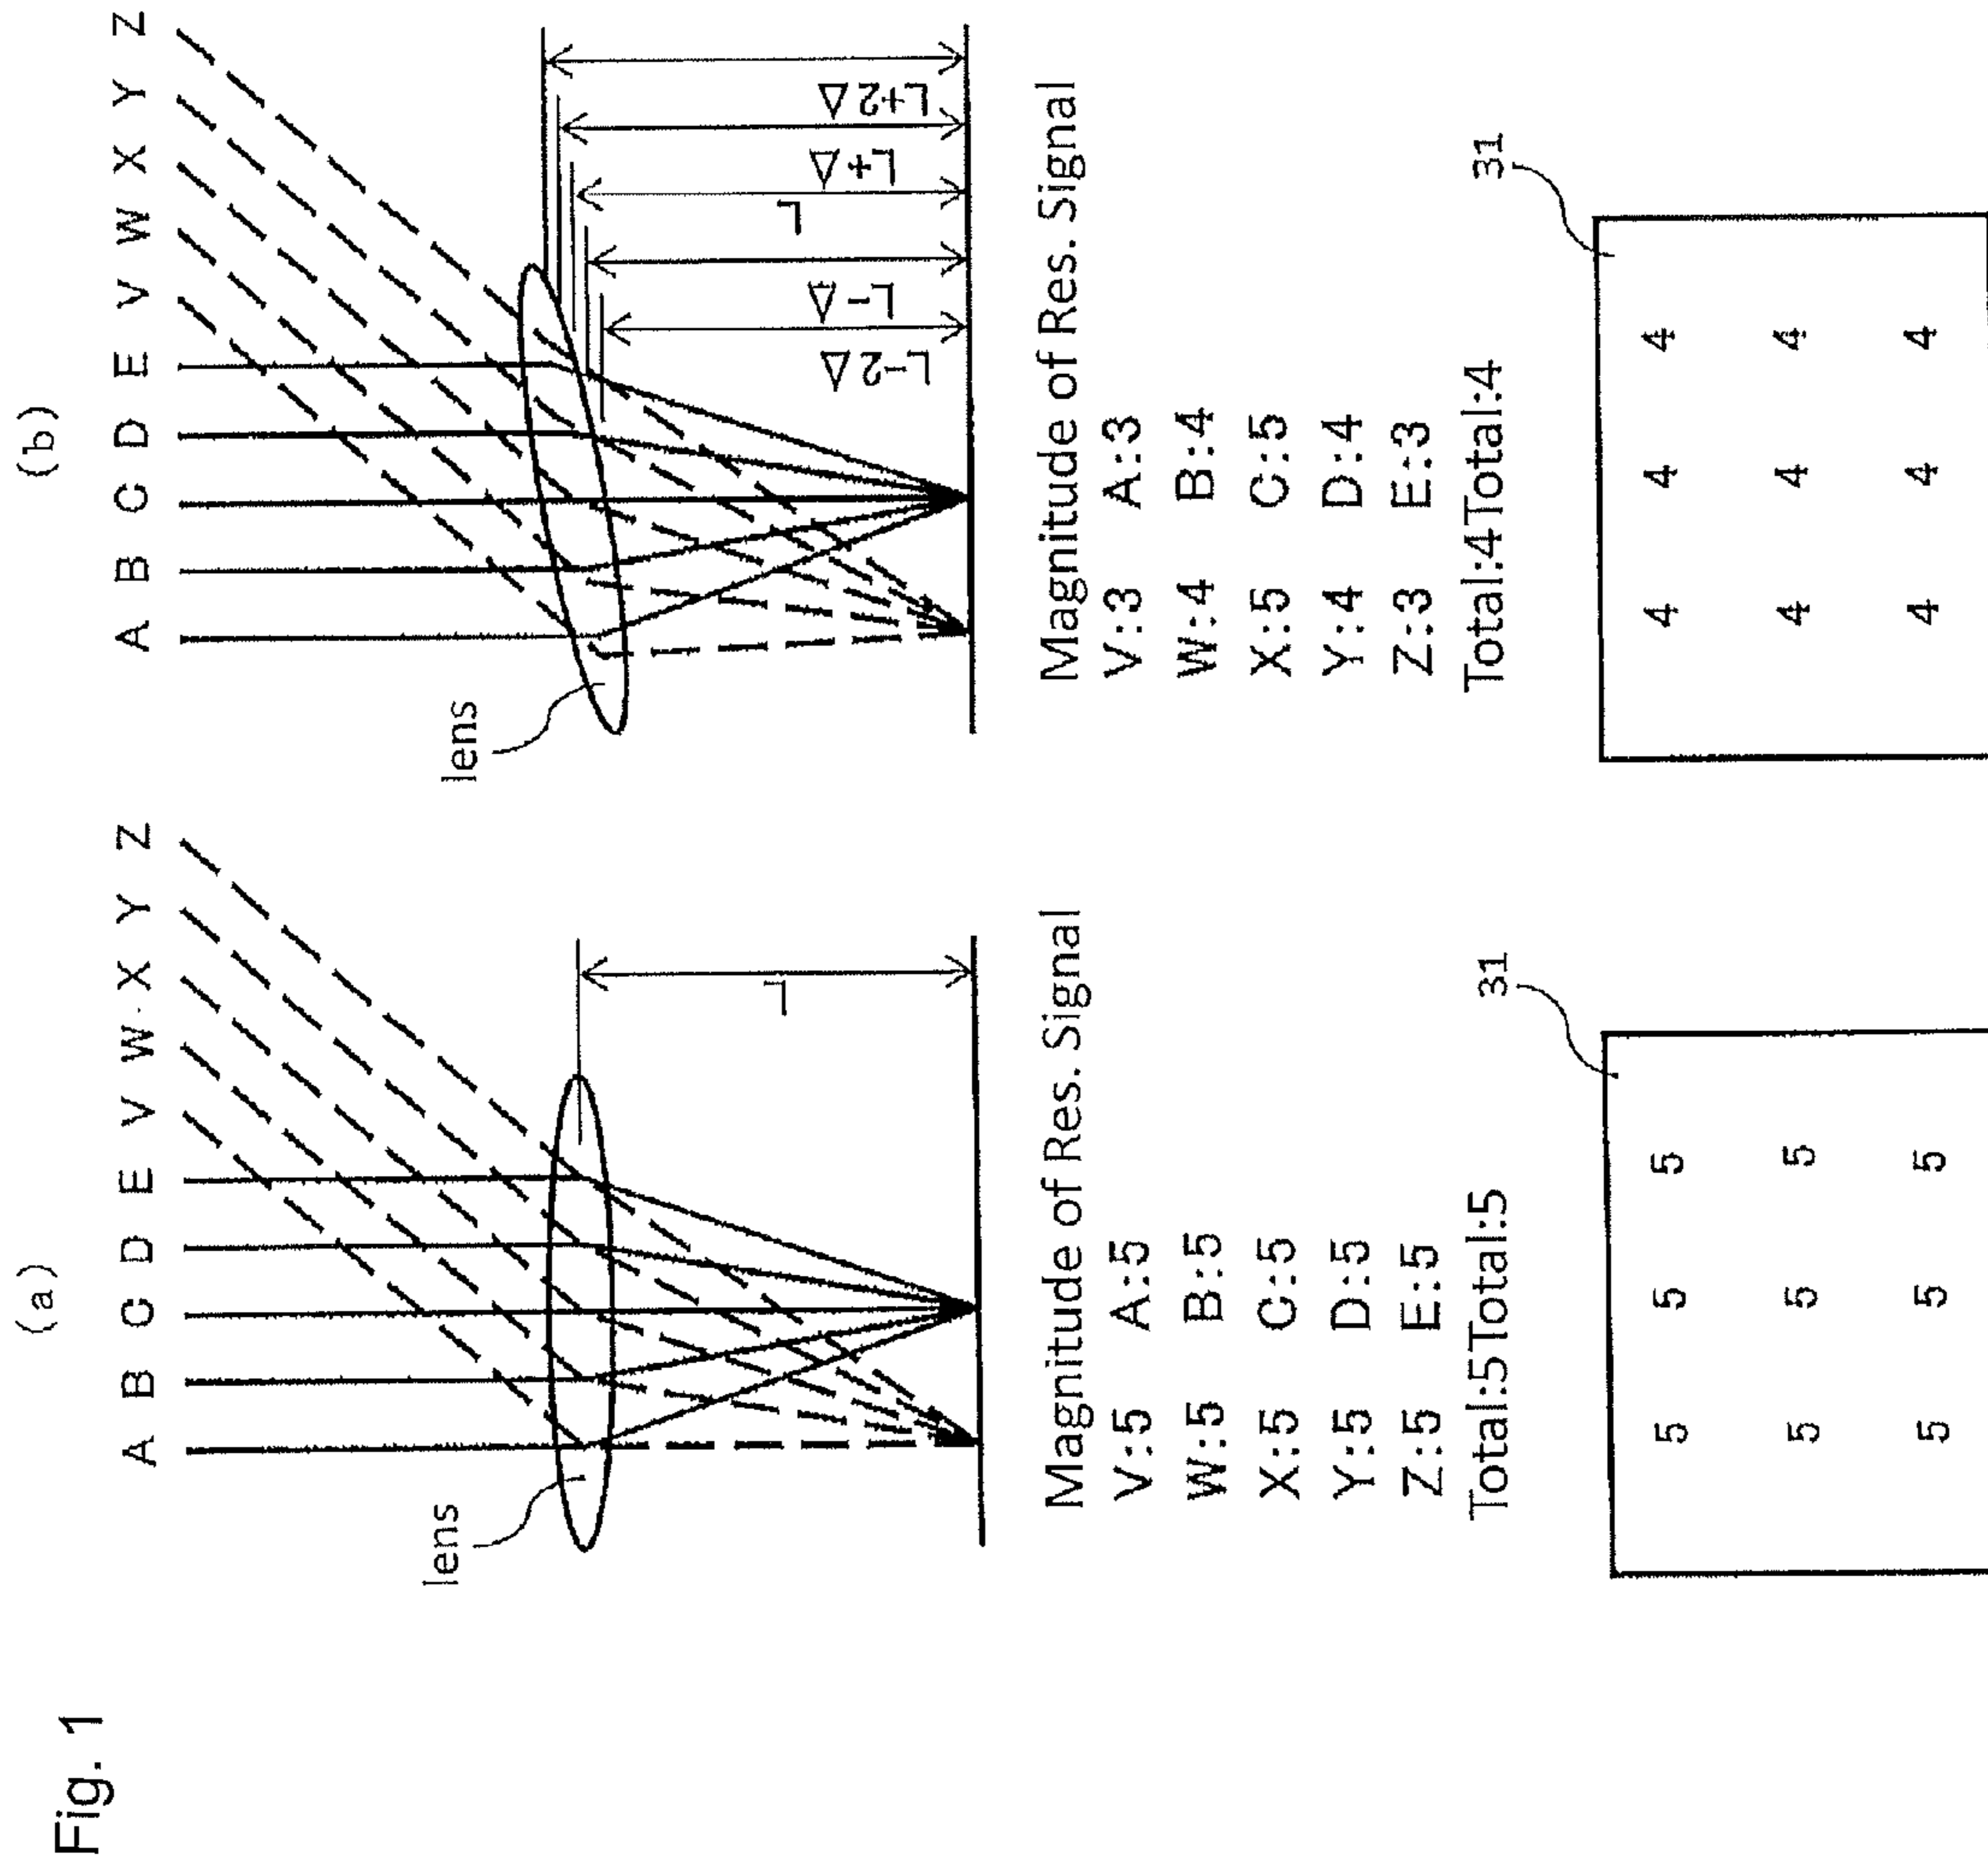 Fig. 1
(a)
A B C D E V W X Y Z
lens
L
Magnitude of Res. Signal
V:5 A:5
W:5 B:5
X:5 C:5
Y:5 D:5
Z:5 E:5
Total:5Total:5
31
5 5 5
5 5 5
5 5 5
(b)
A B C D E V W X Y Z
lens
L-2Δ
L-Δ
L
L+Δ
L+2Δ
Magnitude of Res. Signal
V:3 A:3
W:4 B:4
X:5 C:5
Y:4 D:4
Z:3 E:3
Total:4Total:4
31
4 4 4
4 4 4
4 4 4